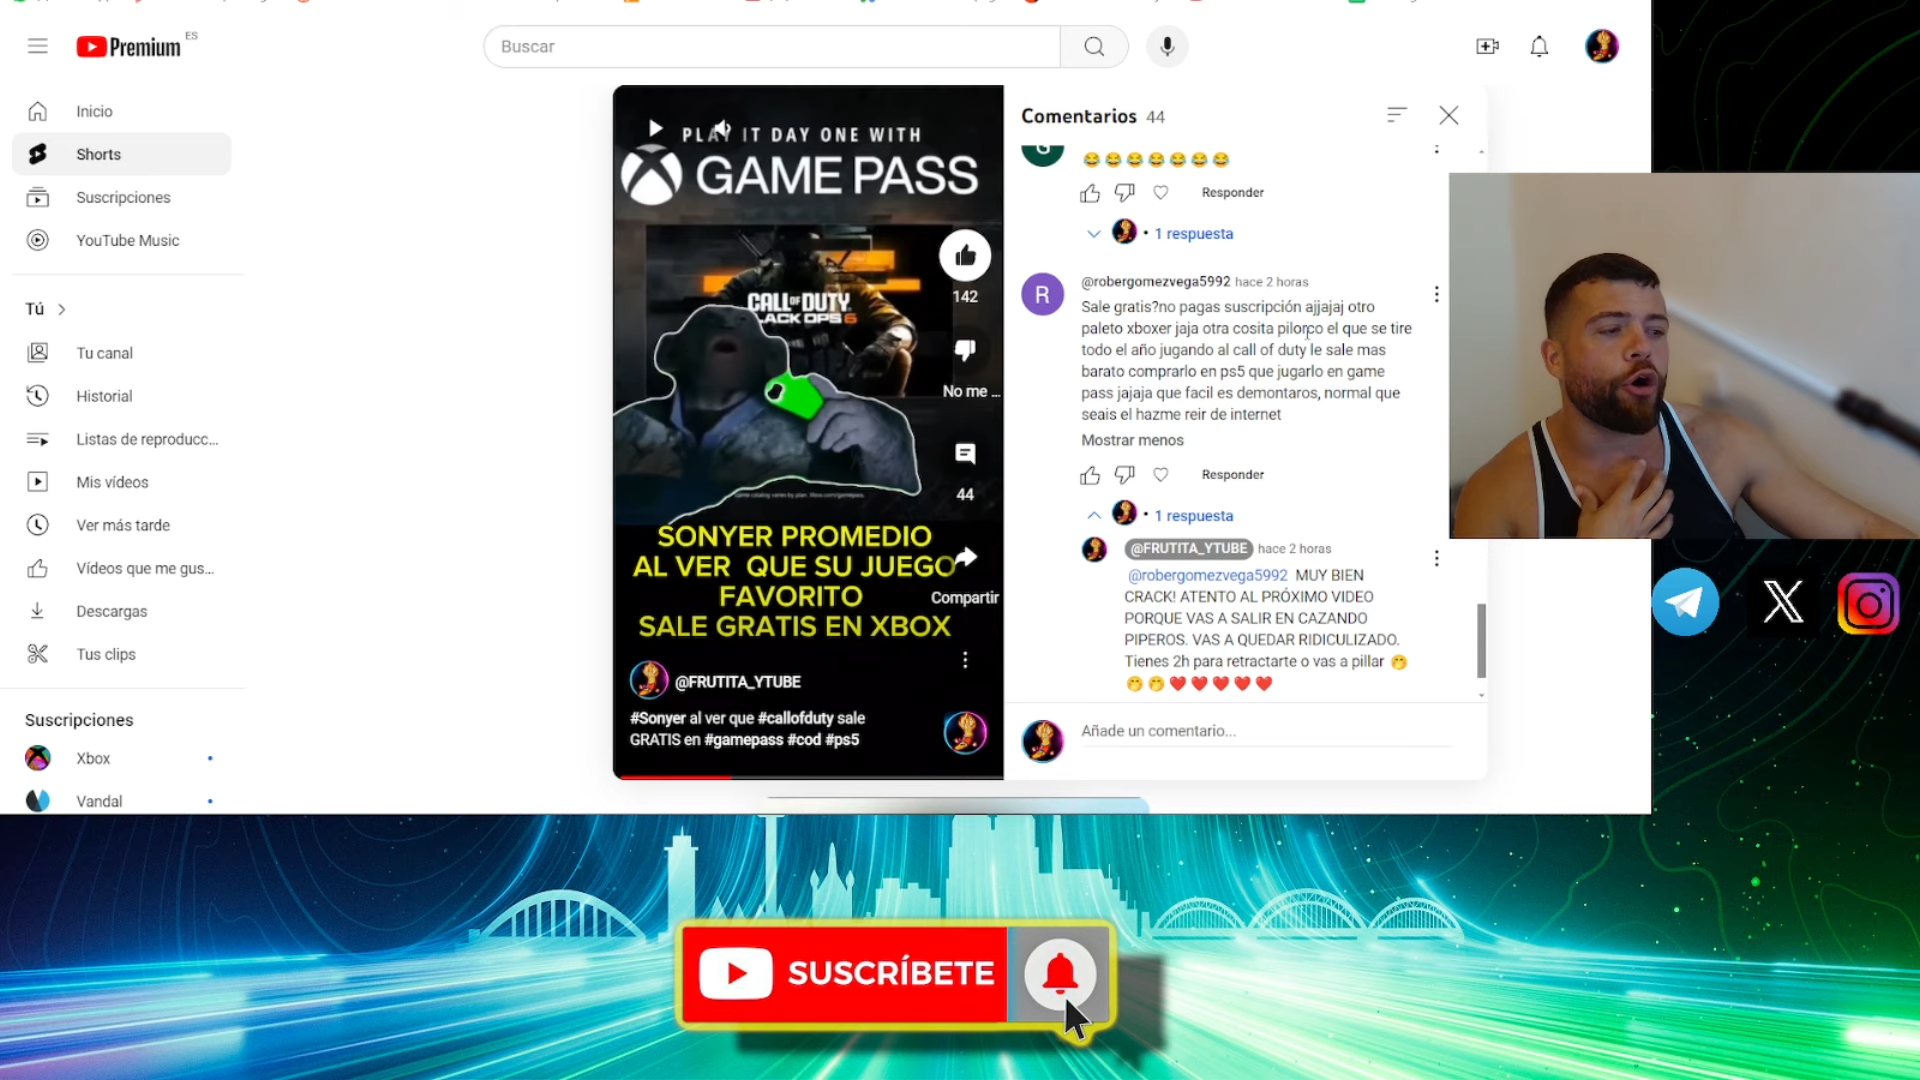 Premium ES
Buscar
Inicio
Shorts
Suscripciones
YouTube Music
Tú
Tu canal
Historial
Listas de reproducc...
Mis vídeos
Ver más tarde
Vídeos que me gus...
Descargas
Tus clips
Suscripciones
Xbox
Vandal
PLAY IT DAY ONE WITH
GAME PASS
CALL OF DUTY
BLACK OPS 6
142
No me ...
44
Compartir
SONYER PROMEDIO
AL VER QUE SU JUEGO
FAVORITO
SALE GRATIS EN XBOX
@FRUTITA_YTUBE
#Sonyer al ver que #callofduty sale
GRATIS en #gamepass #cod #ps5
Comentarios 44
😂😂😂😂😂😂😂
Responder
1 respuesta
R
@robergomezvega5992 hace 2 horas
Sale gratis?no pagas suscripción ajjajaj otro
paleto xboxer jaja otra cosita piloneo el que se tire
todo el año jugando al call of duty le sale mas
barato comprarlo en ps5 que jugarlo en game
pass jajaja que facil es demontaros, normal que
seais el hazme reir de internet
Mostrar menos
Responder
1 respuesta
@FRUTITA_YTUBE hace 2 horas
@robergomezvega5992 MUY BIEN
CRACK! ATENTO AL PRÓXIMO VIDEO
PORQUE VAS A SALIR EN CAZANDO
PIPEROS. VAS A QUEDAR RIDICULIZADO.
Tienes 2h para retractarte o vas a pillar 🤭
🤭🤭❤️❤️❤️❤️❤️
Añade un comentario...
SUSCRÍBETE